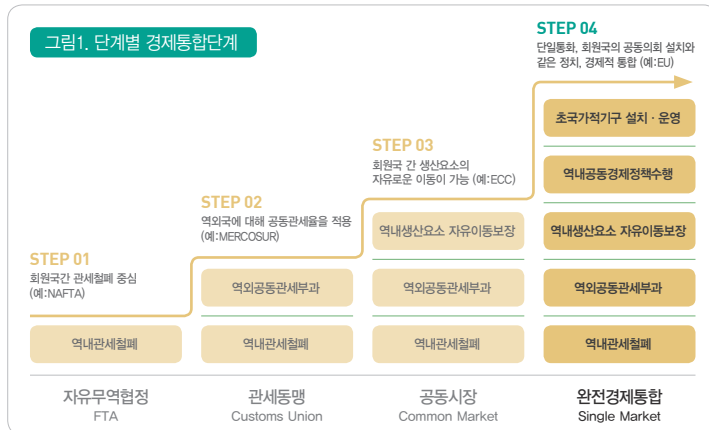 그림1. 단계별 경제통합단계
STEP 04
단일통화, 회원국의 공동의회 설치와
같은 정치, 경제적 통합 (예:EU)
초국가적기구 설치 · 운영
STEP 03
회원국 간 생산요소의
자유로운 이동이 가능 (예:ECC)
역내공동경제정책수행
STEP 02
역외국에 대해 공동관세율을 적용
(예:MERCOSUR)
역내생산요소 자유이동보장
역내생산요소 자유이동보장
STEP 01
회원국간 관세철폐 중심
(예:NAFTA)
역외공동관세부과
역외공동관세부과
역외공동관세부과
역내관세철폐
역내관세철폐
역내관세철폐
역내관세철폐
자유무역협정
FTA
관세동맹
Customs Union
공동시장
Common Market
완전경제통합
Single Market